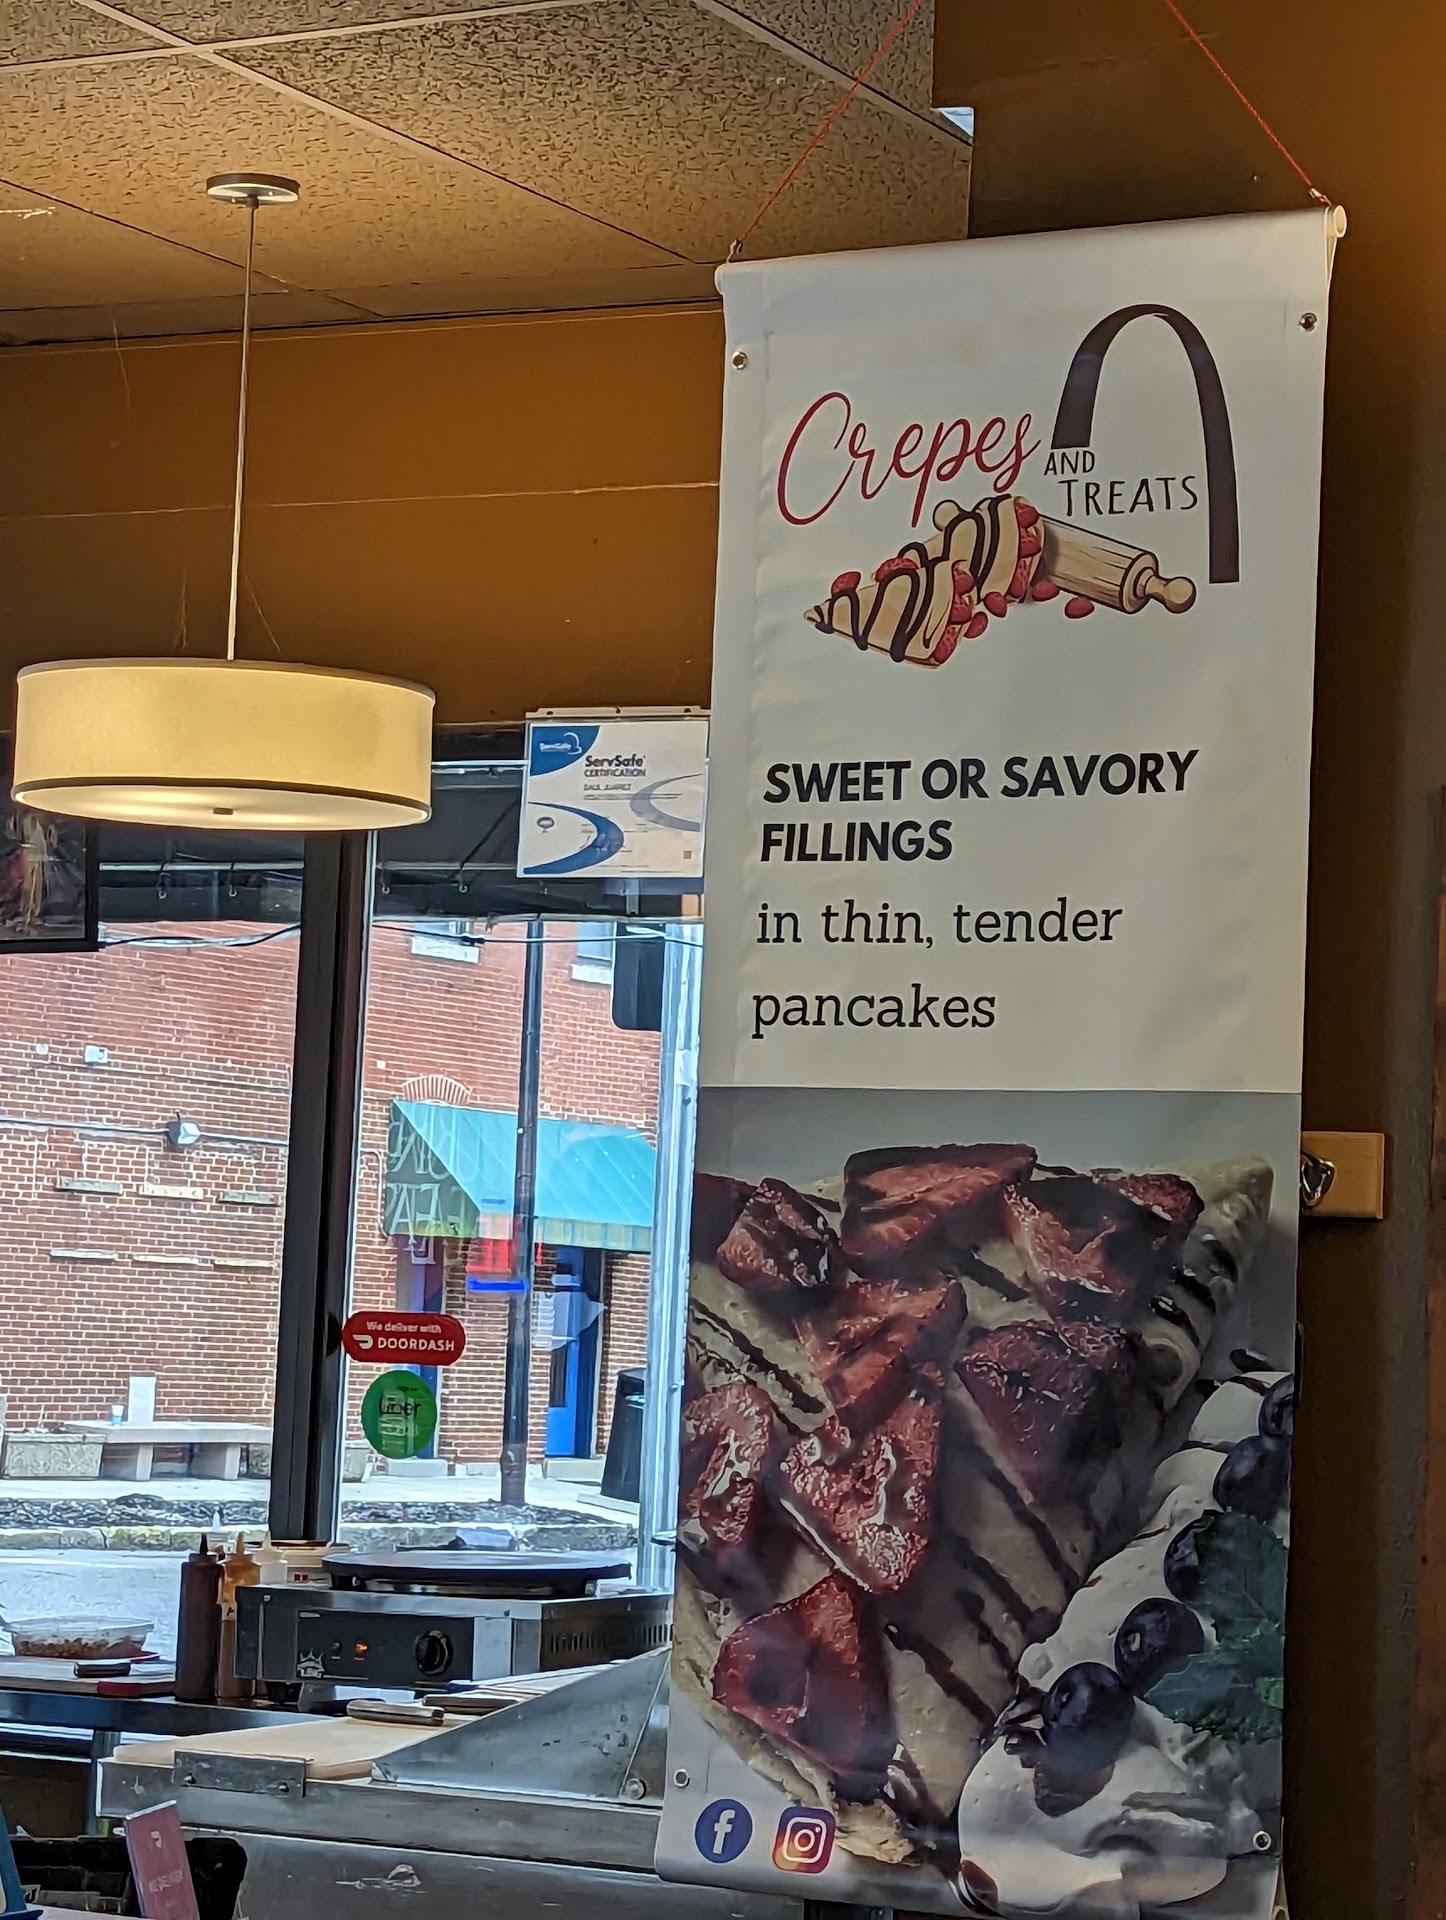 Crepes
AND
TREATS
SWEET OR SAVORY
FILLINGS
in thin, tender
pancakes
ServSafe
CERTIFICATION
We deliver with
DOORDASH
Uber